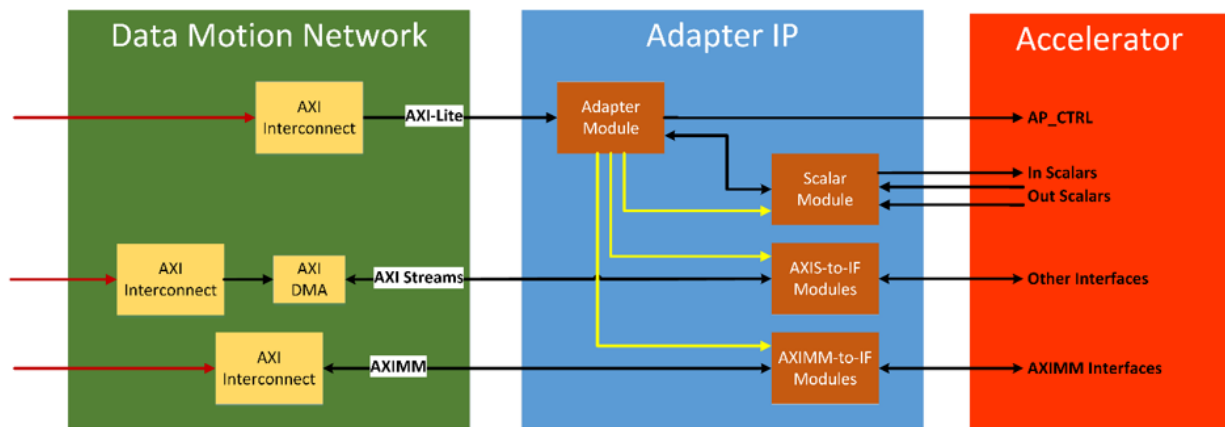 Data Motion Network
Adapter IP
Accelerator
AXI
Interconnect
AXI-Lite
Adapter
Module
AP_CTRL
Scalar
Module
In Scalars
Out Scalars
AXI
Interconnect
AXI
DMA
AXI Streams
AXIS-to-IF
Modules
Other Interfaces
AXI
Interconnect
AXIMM
AXIMM-to-IF
Modules
AXIMM Interfaces